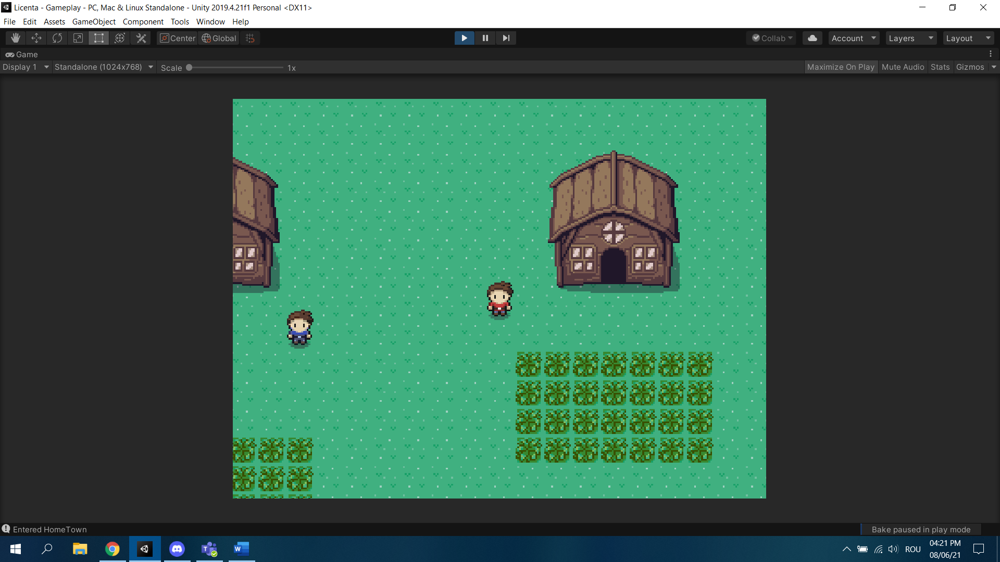 Licenta - Gameplay - PC, Mac & Linux Standalone - Unity 2019.4.21f1 Personal <DX11>
File Edit Assets GameObject Component Tools Window Help
Center Global Collab Account Layers Layout
Game
Display 1 Standalone (1024x768) Scale 1x Maximize On Play Mute Audio Stats Gizmos
Entered HomeTown Bake paused in play mode
ROU 04:21 PM
08/06/21